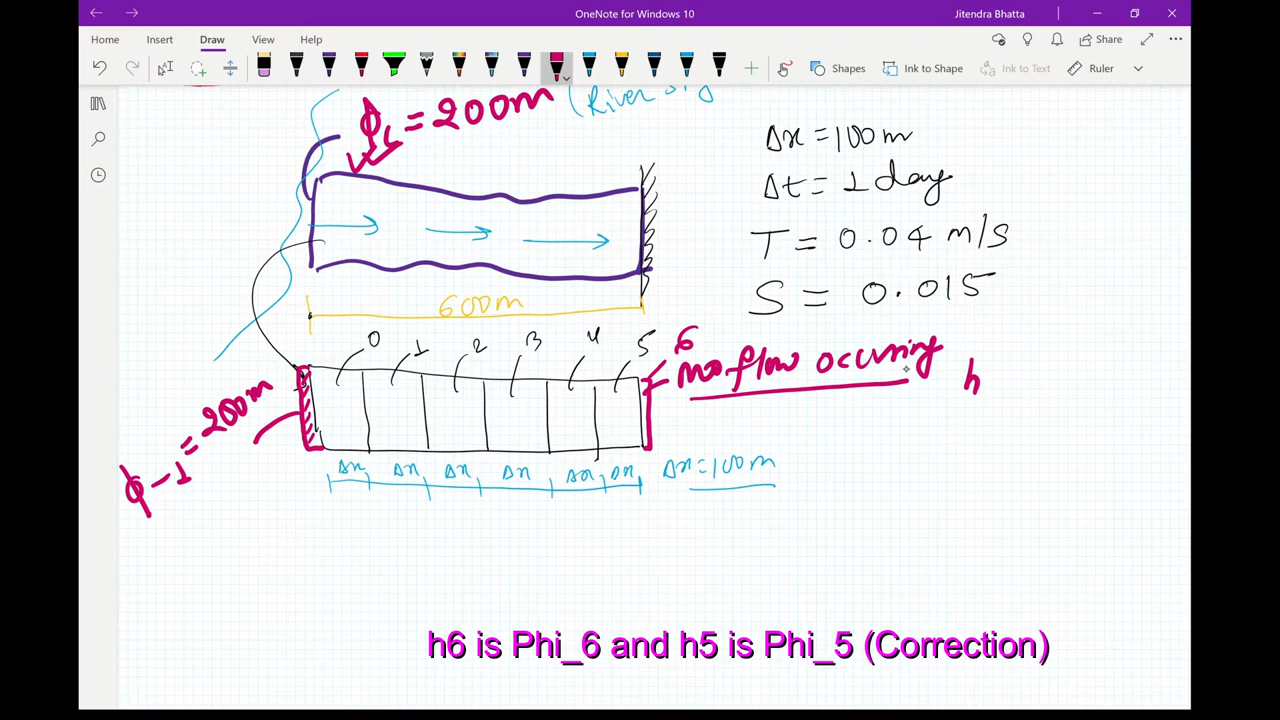 OneNote for Windows 10
Jitendra Bhatta
Home Insert Draw View Help
Share
Shapes
Ink to Shape
Ink to Text
Ruler
ϕL = 200m
(River
Δx = 100m
Δt = 1 day
T = 0.04 m/s
S = 0.015
600m
0 1 2 3 4 5 6
No flow occuring
h
ϕ-1 = 200m
Δx Δx Δx Δx Δx Δx Δx=100m
h6 is Phi_6 and h5 is Phi_5 (Correction)